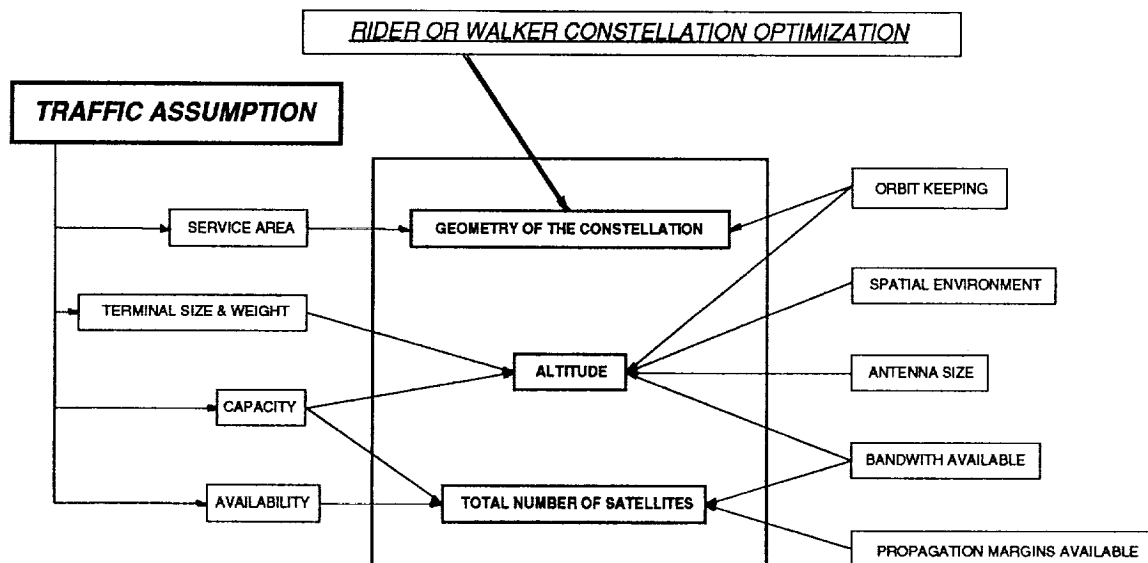 RIDER OR WALKER CONSTELLATION OPTIMIZATION
TRAFFIC ASSUMPTION
ORBIT KEEPING
SERVICE AREA
GEOMETRY OF THE CONSTELLATION
SPATIAL ENVIRONMENT
TERMINAL SIZE & WEIGHT
ALTITUDE
ANTENNA SIZE
CAPACITY
BANDWITH AVAILABLE
AVAILABILITY
TOTAL NUMBER OF SATELLITES
PROPAGATION MARGINS AVAILABLE